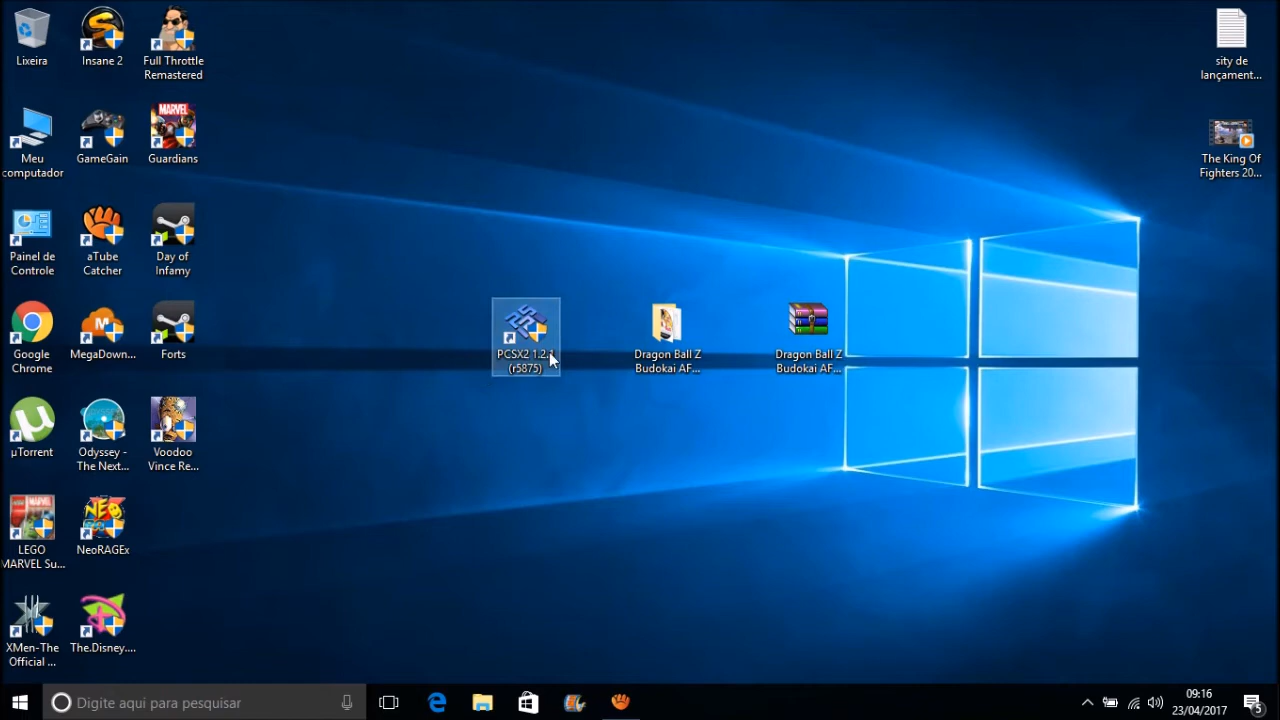 Lixeira
Insane 2
Full Throttle
Remastered
Meu
computador
GameGain
MARVEL
Guardians
Painel de
Controle
aTube
Catcher
Day of
Infamy
Google
Chrome
MegaDown...
Forts
µTorrent
Odyssey -
The Next...
Voodoo
Vince Re...
LEGO
MARVEL Su...
NEO
NeoRAGEx
XMen-The
Official ...
The.Disney....
PCSX2 1.2.1
(r5875)
Dragon Ball Z
Budokai AF...
Dragon Ball Z
Budokai AF...
sity de
lançament...
The King Of
Fighters 20...
Digite aqui para pesquisar
09:16
23/04/2017
5